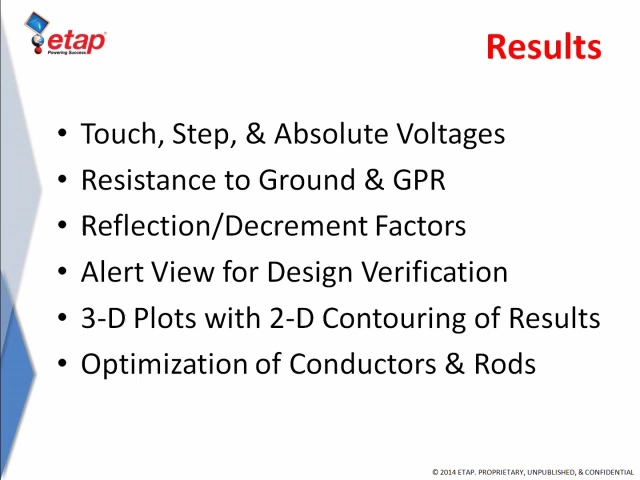 etap
Powering Success
Results
• Touch, Step, & Absolute Voltages
• Resistance to Ground & GPR
• Reflection/Decrement Factors
• Alert View for Design Verification
• 3-D Plots with 2-D Contouring of Results
• Optimization of Conductors & Rods
© 2014 ETAP. PROPRIETARY, UNPUBLISHED, & CONFIDENTIAL